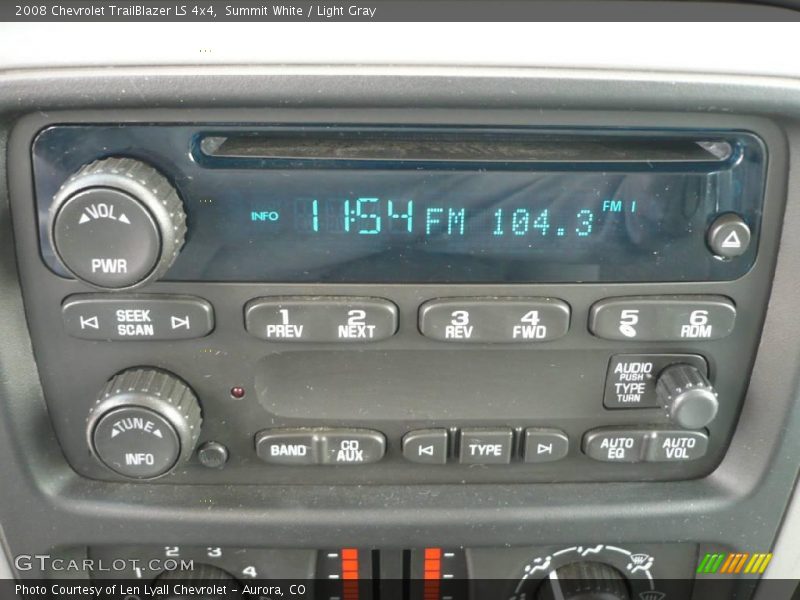 2008 Chevrolet TrailBlazer LS 4x4,  Summit White / Light Gray
VOL
PWR
INFO 11:54 FM 104.3 FM 1
SEEK
SCAN
1 PREV
2 NEXT
3 REV
4 FWD
5
6 RDM
AUDIO
PUSH
TYPE
TURN
TUNE
INFO
BAND
CD
AUX
TYPE
AUTO
EQ
AUTO
VOL
1 2 3 4
GTCARLOT.COM
Photo Courtesy of Len Lyall Chevrolet – Aurora, CO